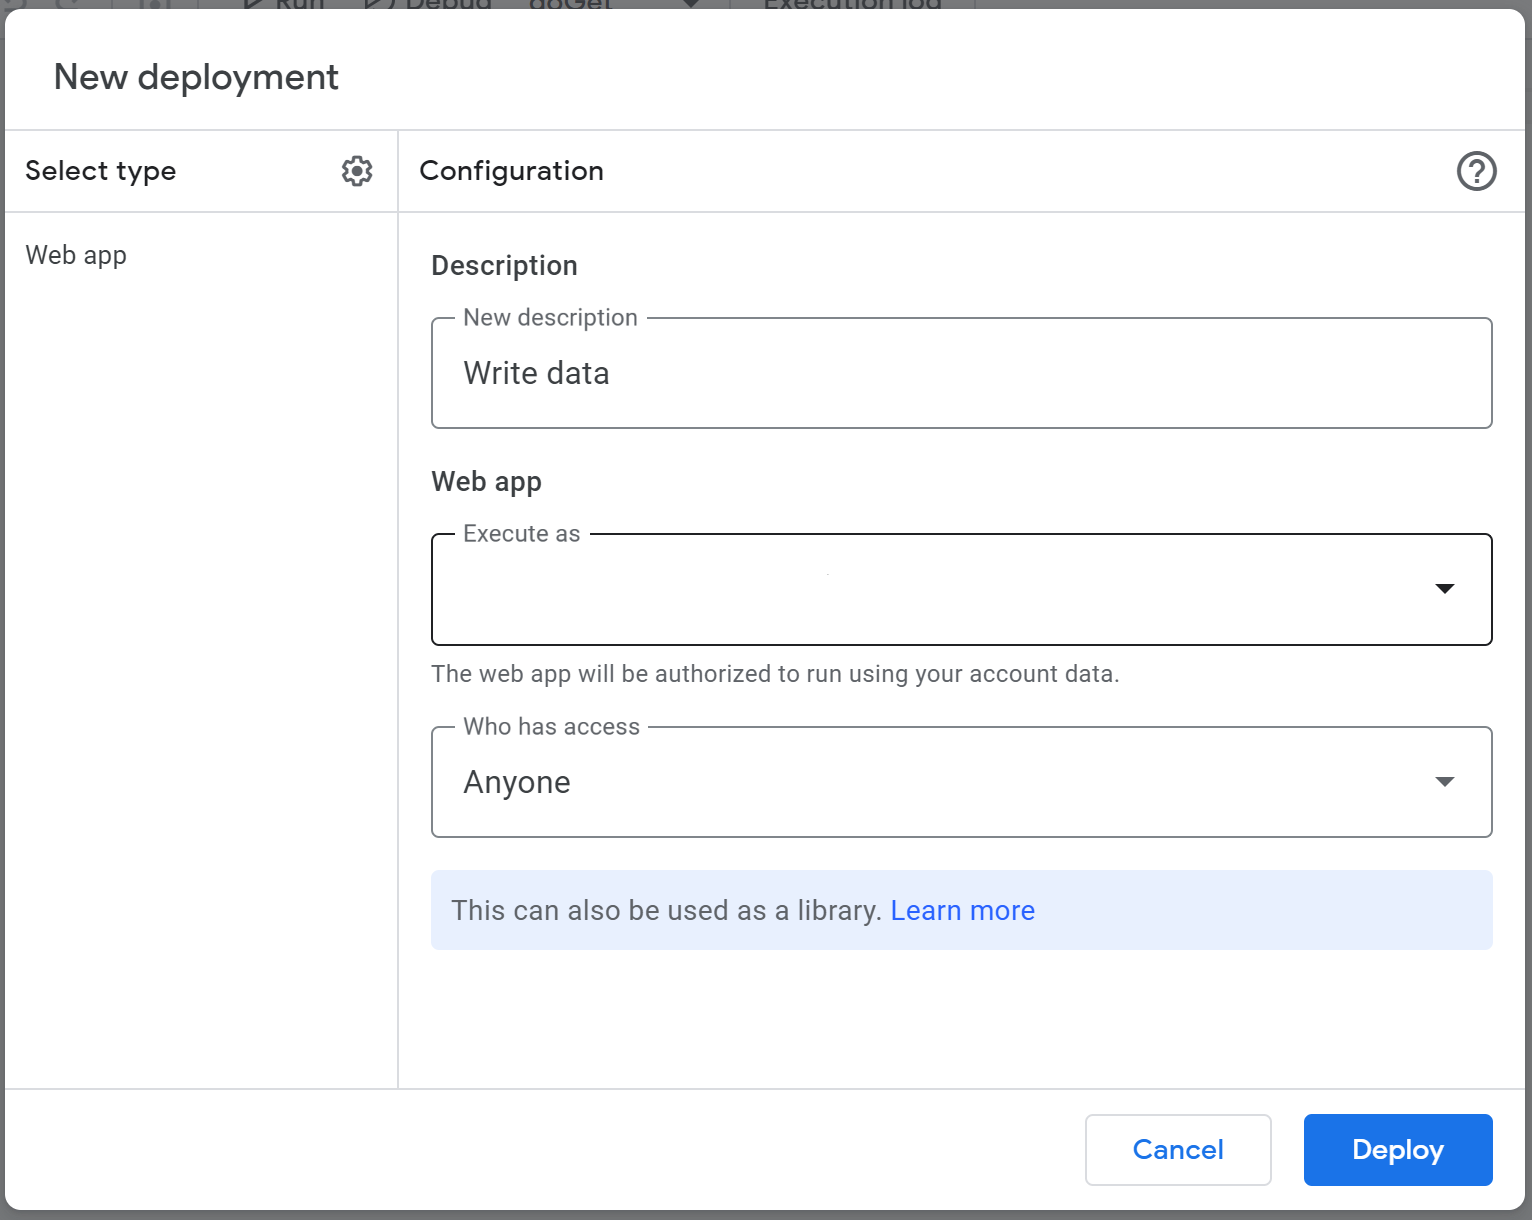 Run Debug doGet Execution log
New deployment
Select type
Configuration
Web app
Description
New description
Write data
Web app
Execute as
The web app will be authorized to run using your account data.
Who has access
Anyone
This can also be used as a library. Learn more
Cancel
Deploy